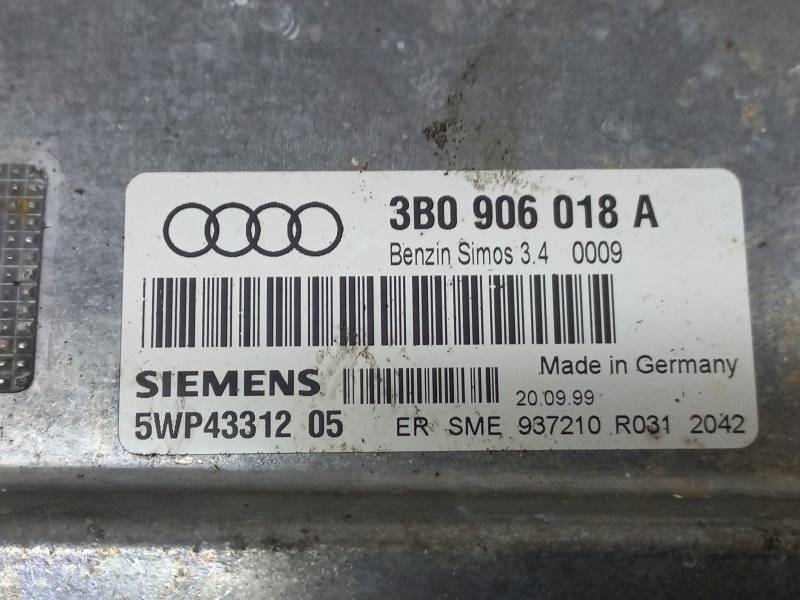 3B0 906 018 A
Benzin Simos 3.4 0009
Made in Germany
SIEMENS 20.09.99
5WP43312 05 ER SME 937210 R031 2042